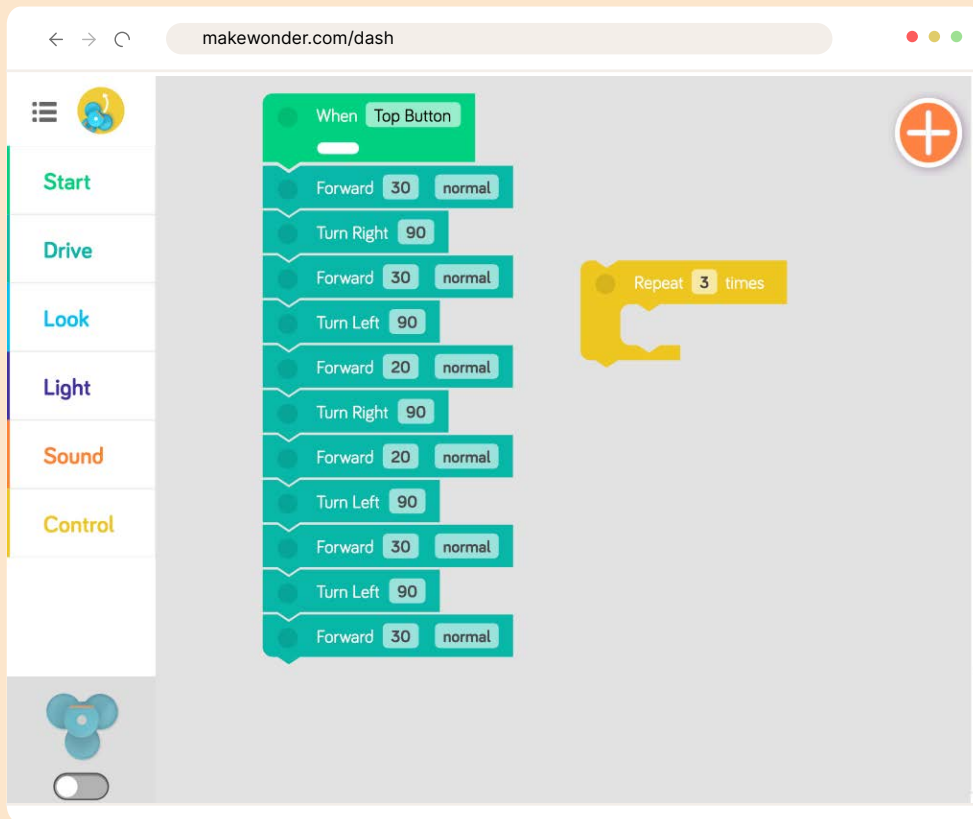 makewonder.com/dash
Start
Drive
Look
Light
Sound
Control
When Top Button
Forward 30 normal
Turn Right 90
Forward 30 normal
Turn Left 90
Forward 20 normal
Turn Right 90
Forward 20 normal
Turn Left 90
Forward 30 normal
Turn Left 90
Forward 30 normal
Repeat 3 times